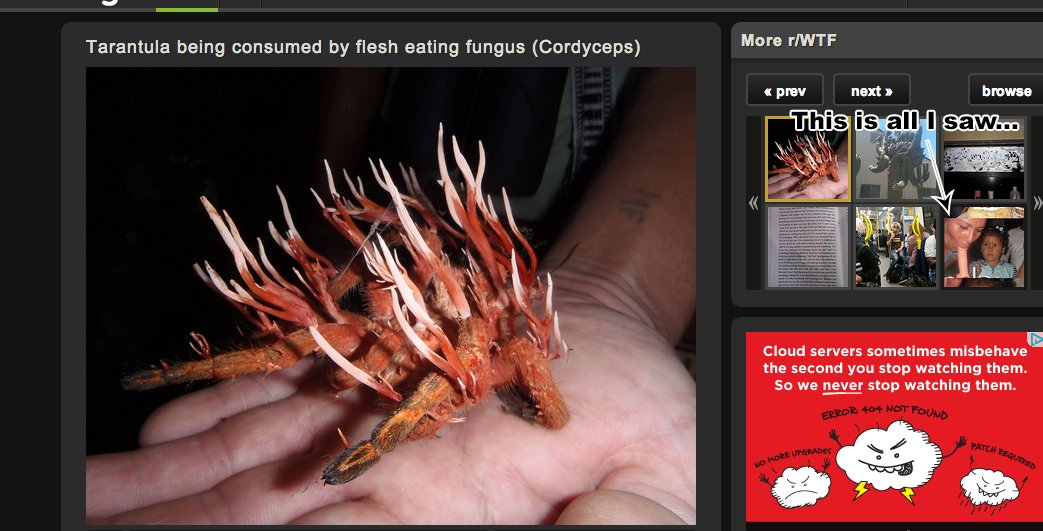 Tarantula being consumed by flesh eating fungus (Cordyceps)
More r/WTF
« prev
next »
browse
This is all I saw...
«
»
Cloud servers sometimes misbehave
the second you stop watching them.
So we never stop watching them.
ERROR 404 NOT FOUND
NO MORE UPGRADES
PATCH REQUIRED